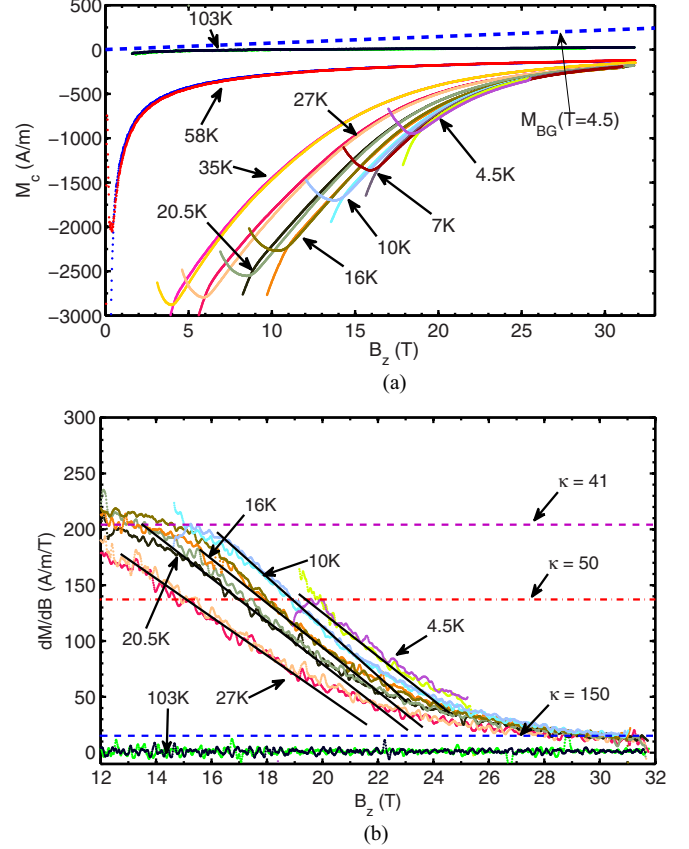 103K
500
0
−500
−1000
−1500
−2000
−2500
−3000
M_c (A/m)
58K
35K
27K
20.5K
16K
10K
7K
4.5K
M_BG(T=4.5)
0 5 10 15 20 25 30
B_z (T)
(a)
300
250
200
150
100
50
0
dM/dB (A/m/T)
κ = 41
16K
10K
κ = 50
20.5K
4.5K
103K
27K
κ = 150
12 14 16 18 20 22 24 26 28 30 32
B_z (T)
(b)